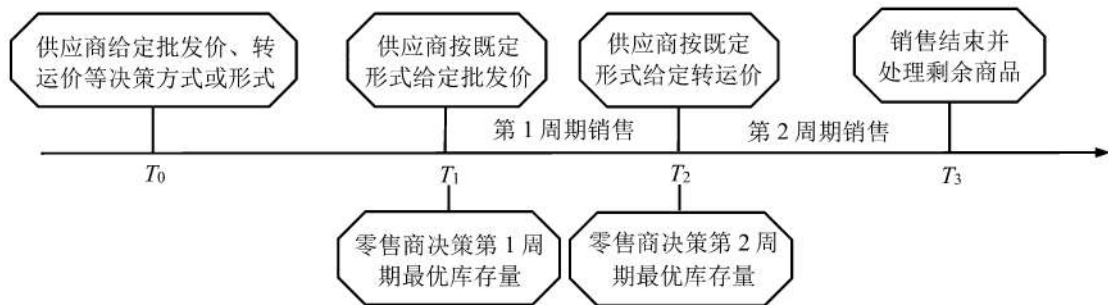 供应商给定批发价、转
运价等决策方式或形式
供应商按既定
形式给定批发价
供应商按既定
形式给定转运价
销售结束并
处理剩余商品
第 1 周期销售
第 2 周期销售
T₀
T₁
T₂
T₃
零售商决策第 1 周
期最优库存量
零售商决策第 2 周
期最优库存量